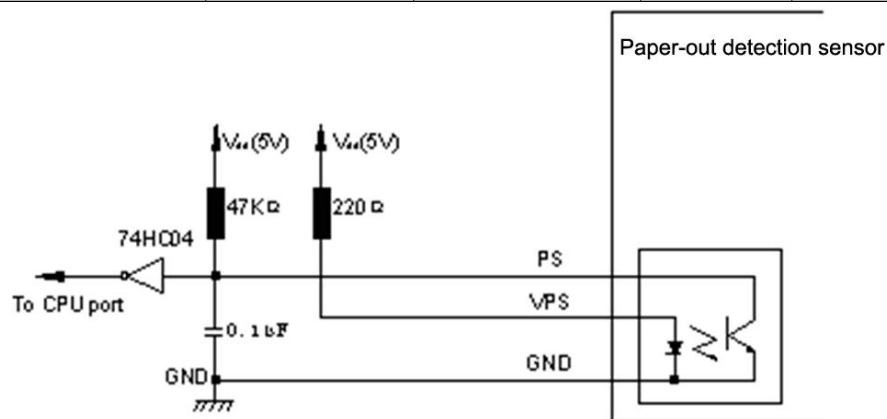 Paper-out detection sensor
Vdd(5V)
Vdd(5V)
47KΩ
220Ω
74HC04
PS
To CPU port
VPS
0.1uF
GND
GND